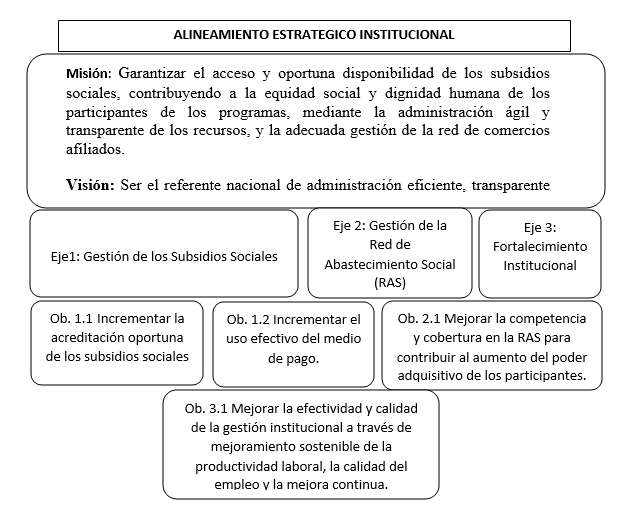 ALINEAMIENTO ESTRATEGICO INSTITUCIONAL
Misión: Garantizar el acceso y oportuna disponibilidad de los subsidios
sociales, contribuyendo a la equidad social y dignidad humana de los
participantes de los programas, mediante la administración ágil y
transparente de los recursos, y la adecuada gestión de la red de comercios
afiliados.
Visión: Ser el referente nacional de administración eficiente, transparente
Eje1: Gestión de los Subsidios Sociales
Eje 2: Gestión de la
Red de
Abastecimiento Social
(RAS)
Eje 3:
Fortalecimiento
Institucional
Ob. 1.1 Incrementar la
acreditación oportuna
de los subsidios sociales
Ob. 1.2 Incrementar el
uso efectivo del medio
de pago.
Ob. 2.1 Mejorar la competencia
y cobertura en la RAS para
contribuir al aumento del poder
adquisitivo de los participantes.
Ob. 3.1 Mejorar la efectividad y calidad
de la gestión institucional a través de
mejoramiento sostenible de la
productividad laboral, la calidad del
empleo y la mejora continua.